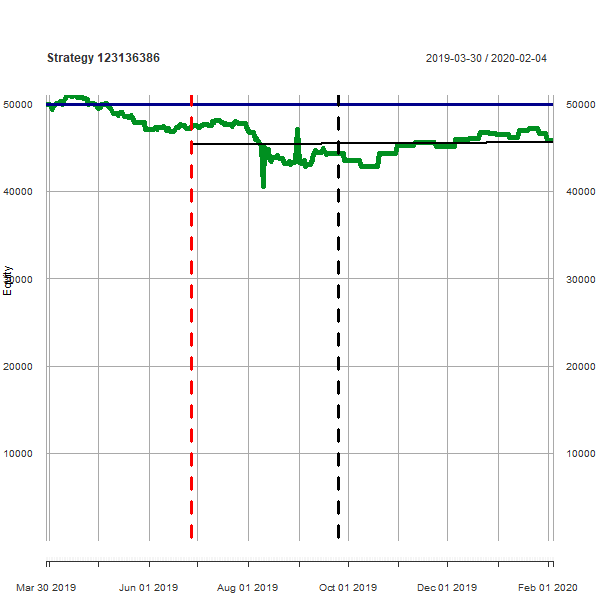 Strategy 123136386
2019-03-30 / 2020-02-04
50000
50000
40000
40000
Equity
30000
30000
20000
20000
10000
10000
Mar 30 2019
Jun 01 2019
Aug 01 2019
Oct 01 2019
Dec 01 2019
Feb 01 2020